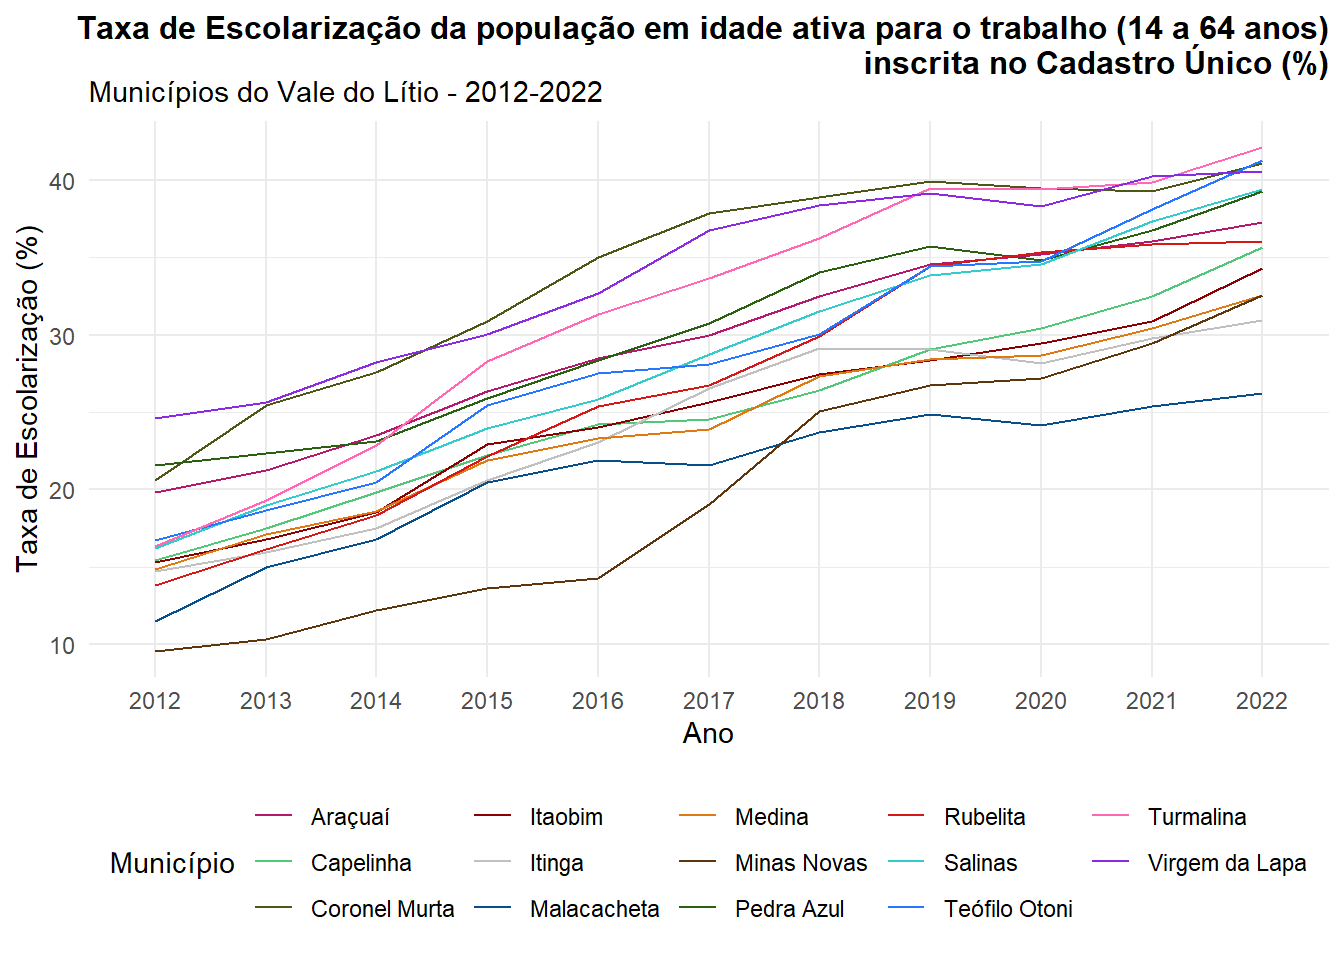 Taxa de Escolarização da população em idade ativa para o trabalho (14 a 64 anos)
inscrita no Cadastro Único (%)
Municípios do Vale do Lítio - 2012-2022
Taxa de Escolarização (%)
40
30
20
10
2012 2013 2014 2015 2016 2017 2018 2019 2020 2021 2022
Ano
Município
Araçuaí Itaobim Medina Rubelita Turmalina
Capelinha Itinga Minas Novas Salinas Virgem da Lapa
Coronel Murta Malacacheta Pedra Azul Teófilo Otoni